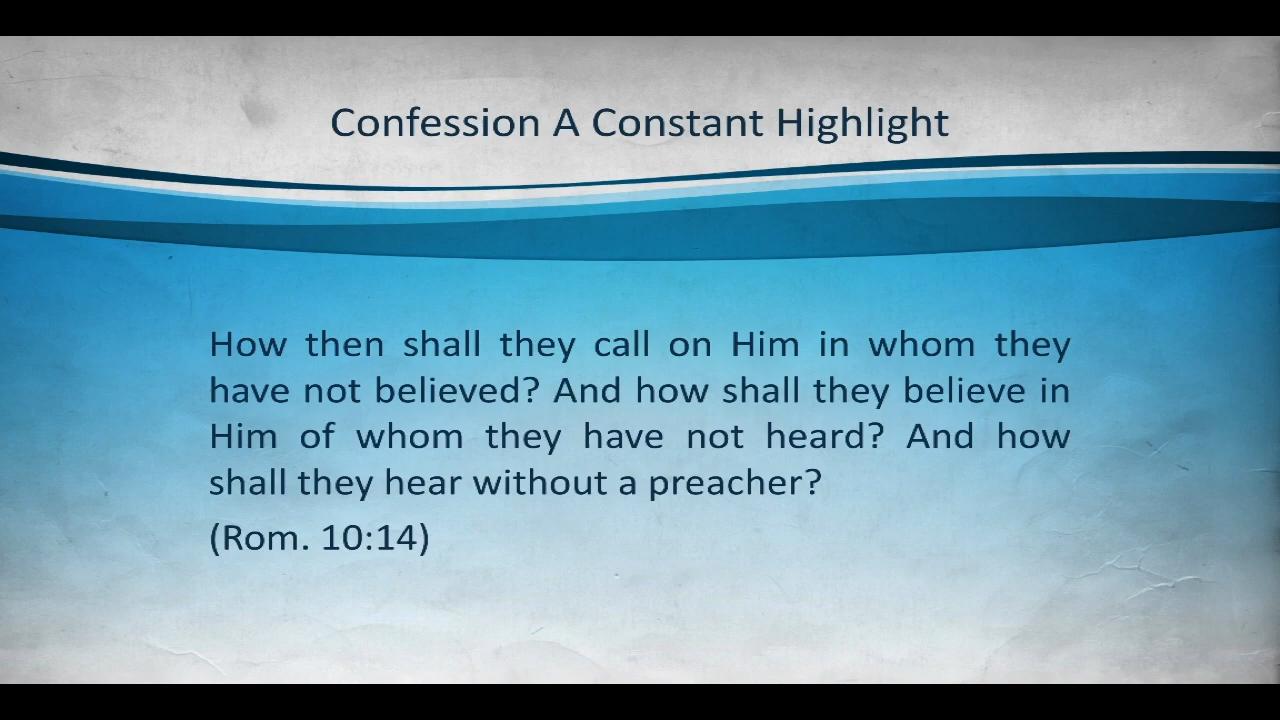 Confession A Constant Highlight
How then shall they call on Him in whom they
have not believed? And how shall they believe in
Him of whom they have not heard? And how
shall they hear without a preacher?
(Rom. 10:14)